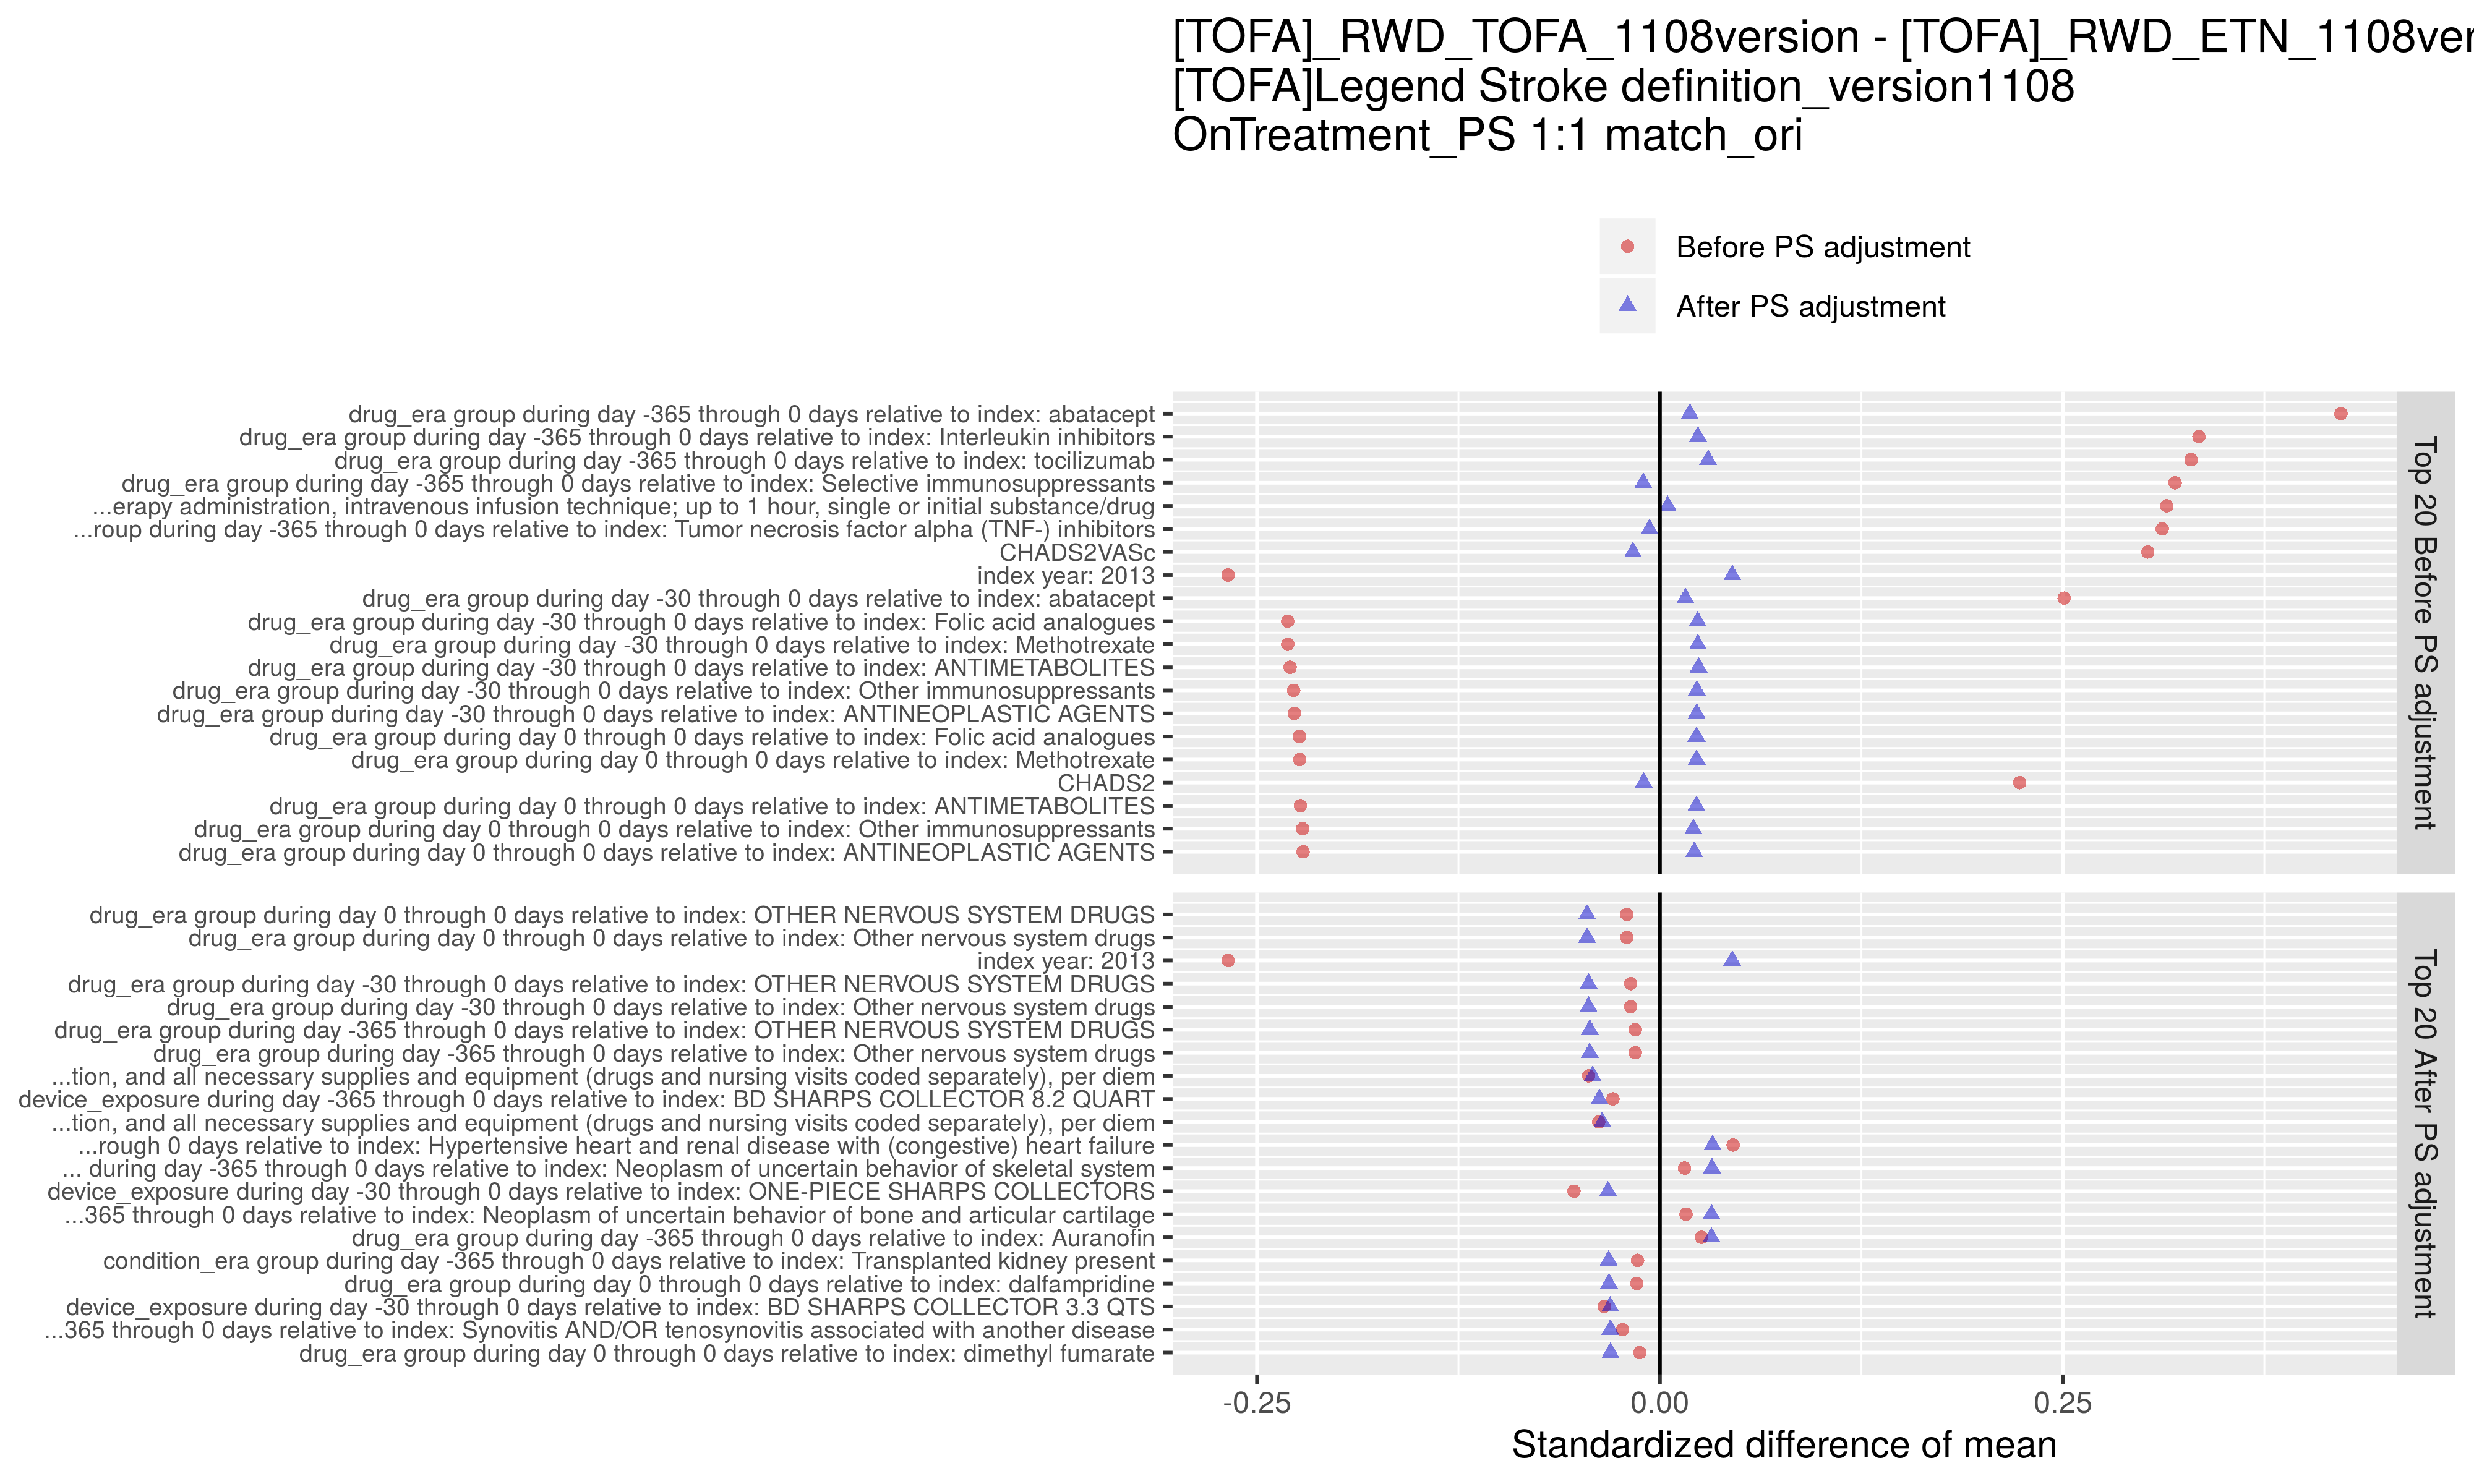 [TOFA]_RWD_TOFA_1108version - [TOFA]_RWD_ETN_1108ver
[TOFA]Legend Stroke definition_version1108
OnTreatment_PS 1:1 match_ori
Before PS adjustment
After PS adjustment
drug_era group during day -365 through 0 days relative to index: abatacept
drug_era group during day -365 through 0 days relative to index: Interleukin inhibitors
drug_era group during day -365 through 0 days relative to index: tocilizumab
drug_era group during day -365 through 0 days relative to index: Selective immunosuppressants
...erapy administration, intravenous infusion technique; up to 1 hour, single or initial substance/drug
...roup during day -365 through 0 days relative to index: Tumor necrosis factor alpha (TNF-) inhibitors
CHADS2VASc
index year: 2013
drug_era group during day -30 through 0 days relative to index: abatacept
drug_era group during day -30 through 0 days relative to index: Folic acid analogues
drug_era group during day -30 through 0 days relative to index: Methotrexate
drug_era group during day -30 through 0 days relative to index: ANTIMETABOLITES
drug_era group during day -30 through 0 days relative to index: Other immunosuppressants
drug_era group during day -30 through 0 days relative to index: ANTINEOPLASTIC AGENTS
drug_era group during day 0 through 0 days relative to index: Folic acid analogues
drug_era group during day 0 through 0 days relative to index: Methotrexate
CHADS2
drug_era group during day 0 through 0 days relative to index: ANTIMETABOLITES
drug_era group during day 0 through 0 days relative to index: Other immunosuppressants
drug_era group during day 0 through 0 days relative to index: ANTINEOPLASTIC AGENTS
Top 20 Before PS adjustment
drug_era group during day 0 through 0 days relative to index: OTHER NERVOUS SYSTEM DRUGS
drug_era group during day 0 through 0 days relative to index: Other nervous system drugs
index year: 2013
drug_era group during day -30 through 0 days relative to index: OTHER NERVOUS SYSTEM DRUGS
drug_era group during day -30 through 0 days relative to index: Other nervous system drugs
drug_era group during day -365 through 0 days relative to index: OTHER NERVOUS SYSTEM DRUGS
drug_era group during day -365 through 0 days relative to index: Other nervous system drugs
...tion, and all necessary supplies and equipment (drugs and nursing visits coded separately), per diem
device_exposure during day -365 through 0 days relative to index: BD SHARPS COLLECTOR 8.2 QUART
...tion, and all necessary supplies and equipment (drugs and nursing visits coded separately), per diem
...rough 0 days relative to index: Hypertensive heart and renal disease with (congestive) heart failure
... during day -365 through 0 days relative to index: Neoplasm of uncertain behavior of skeletal system
device_exposure during day -30 through 0 days relative to index: ONE-PIECE SHARPS COLLECTORS
...365 through 0 days relative to index: Neoplasm of uncertain behavior of bone and articular cartilage
drug_era group during day -365 through 0 days relative to index: Auranofin
condition_era group during day -365 through 0 days relative to index: Transplanted kidney present
drug_era group during day 0 through 0 days relative to index: dalfampridine
device_exposure during day -30 through 0 days relative to index: BD SHARPS COLLECTOR 3.3 QTS
...365 through 0 days relative to index: Synovitis AND/OR tenosynovitis associated with another disease
drug_era group during day 0 through 0 days relative to index: dimethyl fumarate
Top 20 After PS adjustment
-0.25 0.00 0.25
Standardized difference of mean